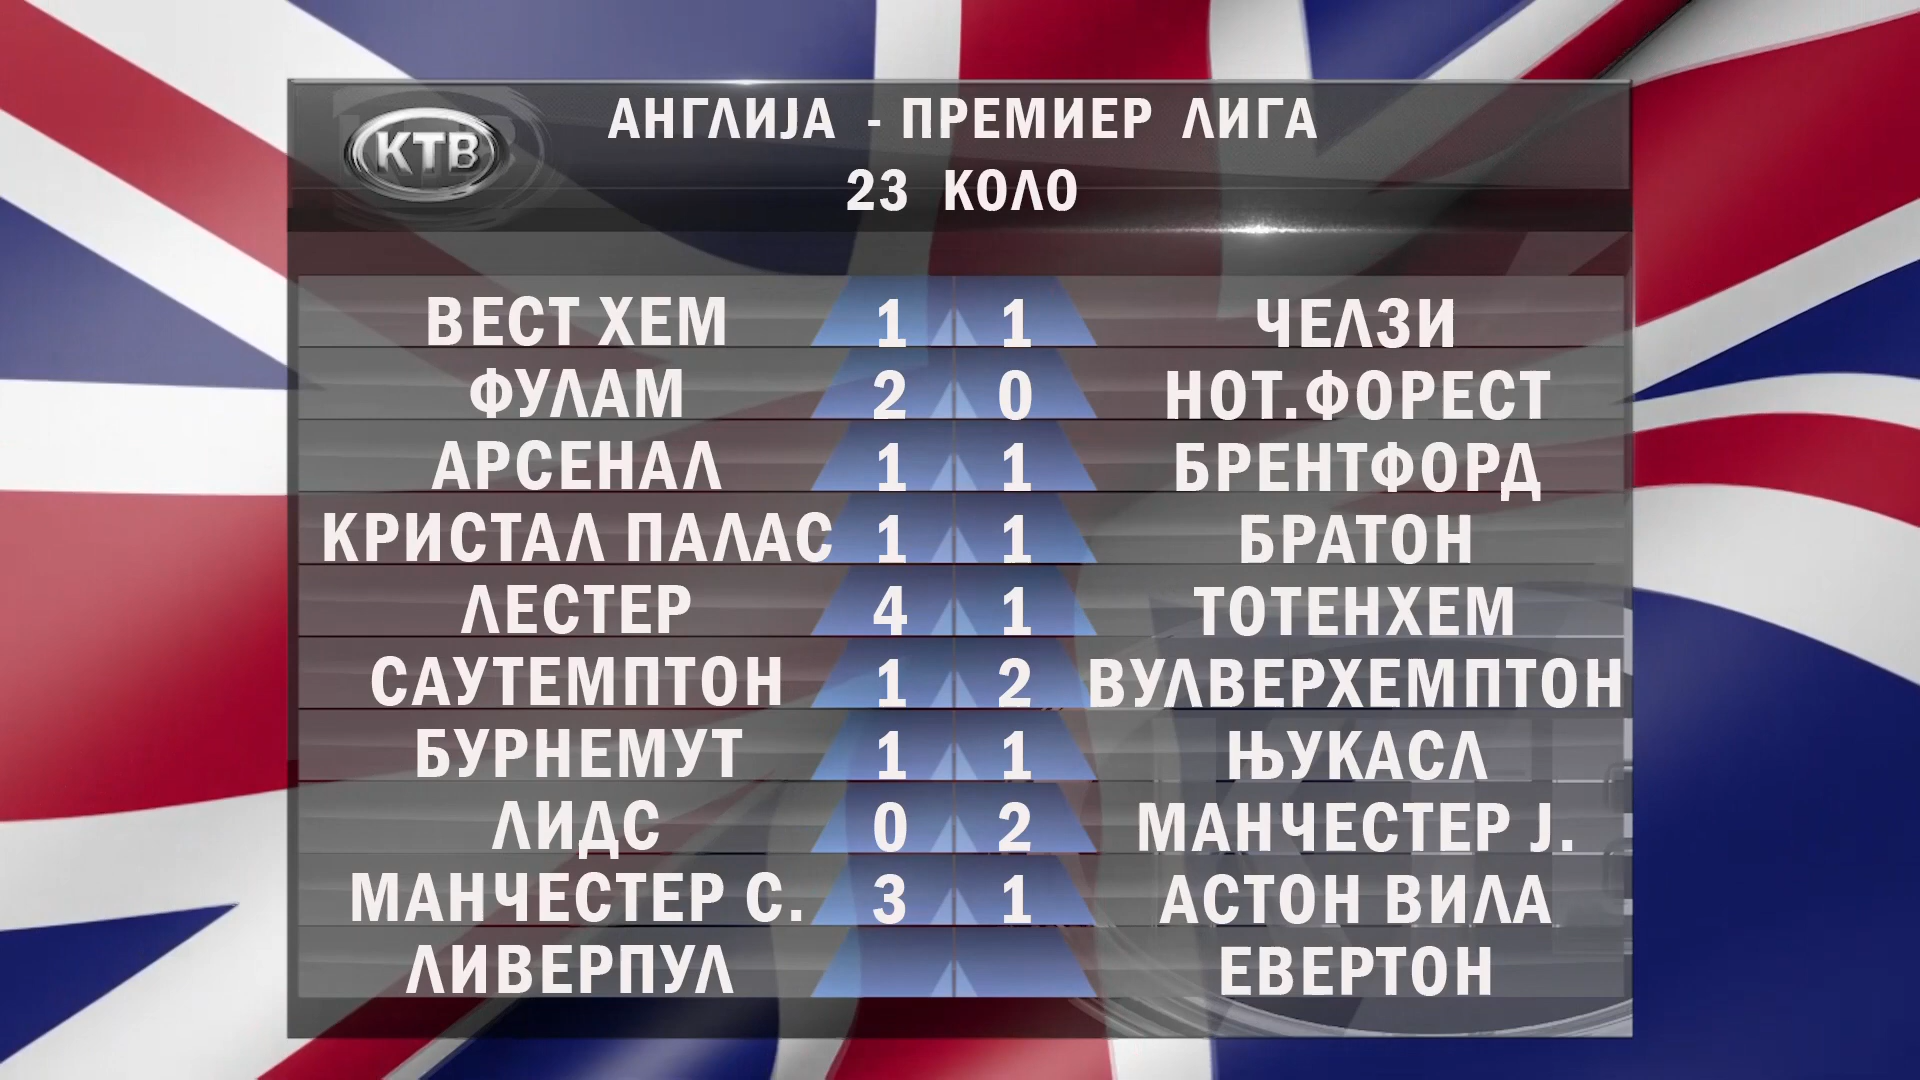 КТВ
АНГЛИЈА - ПРЕМИЕР ЛИГА
23 КОЛО
ВЕСТ ХЕМ 1 1 ЧЕЛЗИ
ФУЛАМ 2 0 НОТ.ФОРЕСТ
АРСЕНАЛ 1 1 БРЕНТФОРД
КРИСТАЛ ПАЛАС 1 1 БРАТОН
ЛЕСТЕР 4 1 ТОТЕНХЕМ
САУТЕМПТОН 1 2 ВУЛВЕРХЕМПТОН
БУРНЕМУТ 1 1 ЊУКАСЛ
ЛИДС 0 2 МАНЧЕСТЕР Ј.
МАНЧЕСТЕР С. 3 1 АСТОН ВИЛА
ЛИВЕРПУЛ ЕВЕРТОН